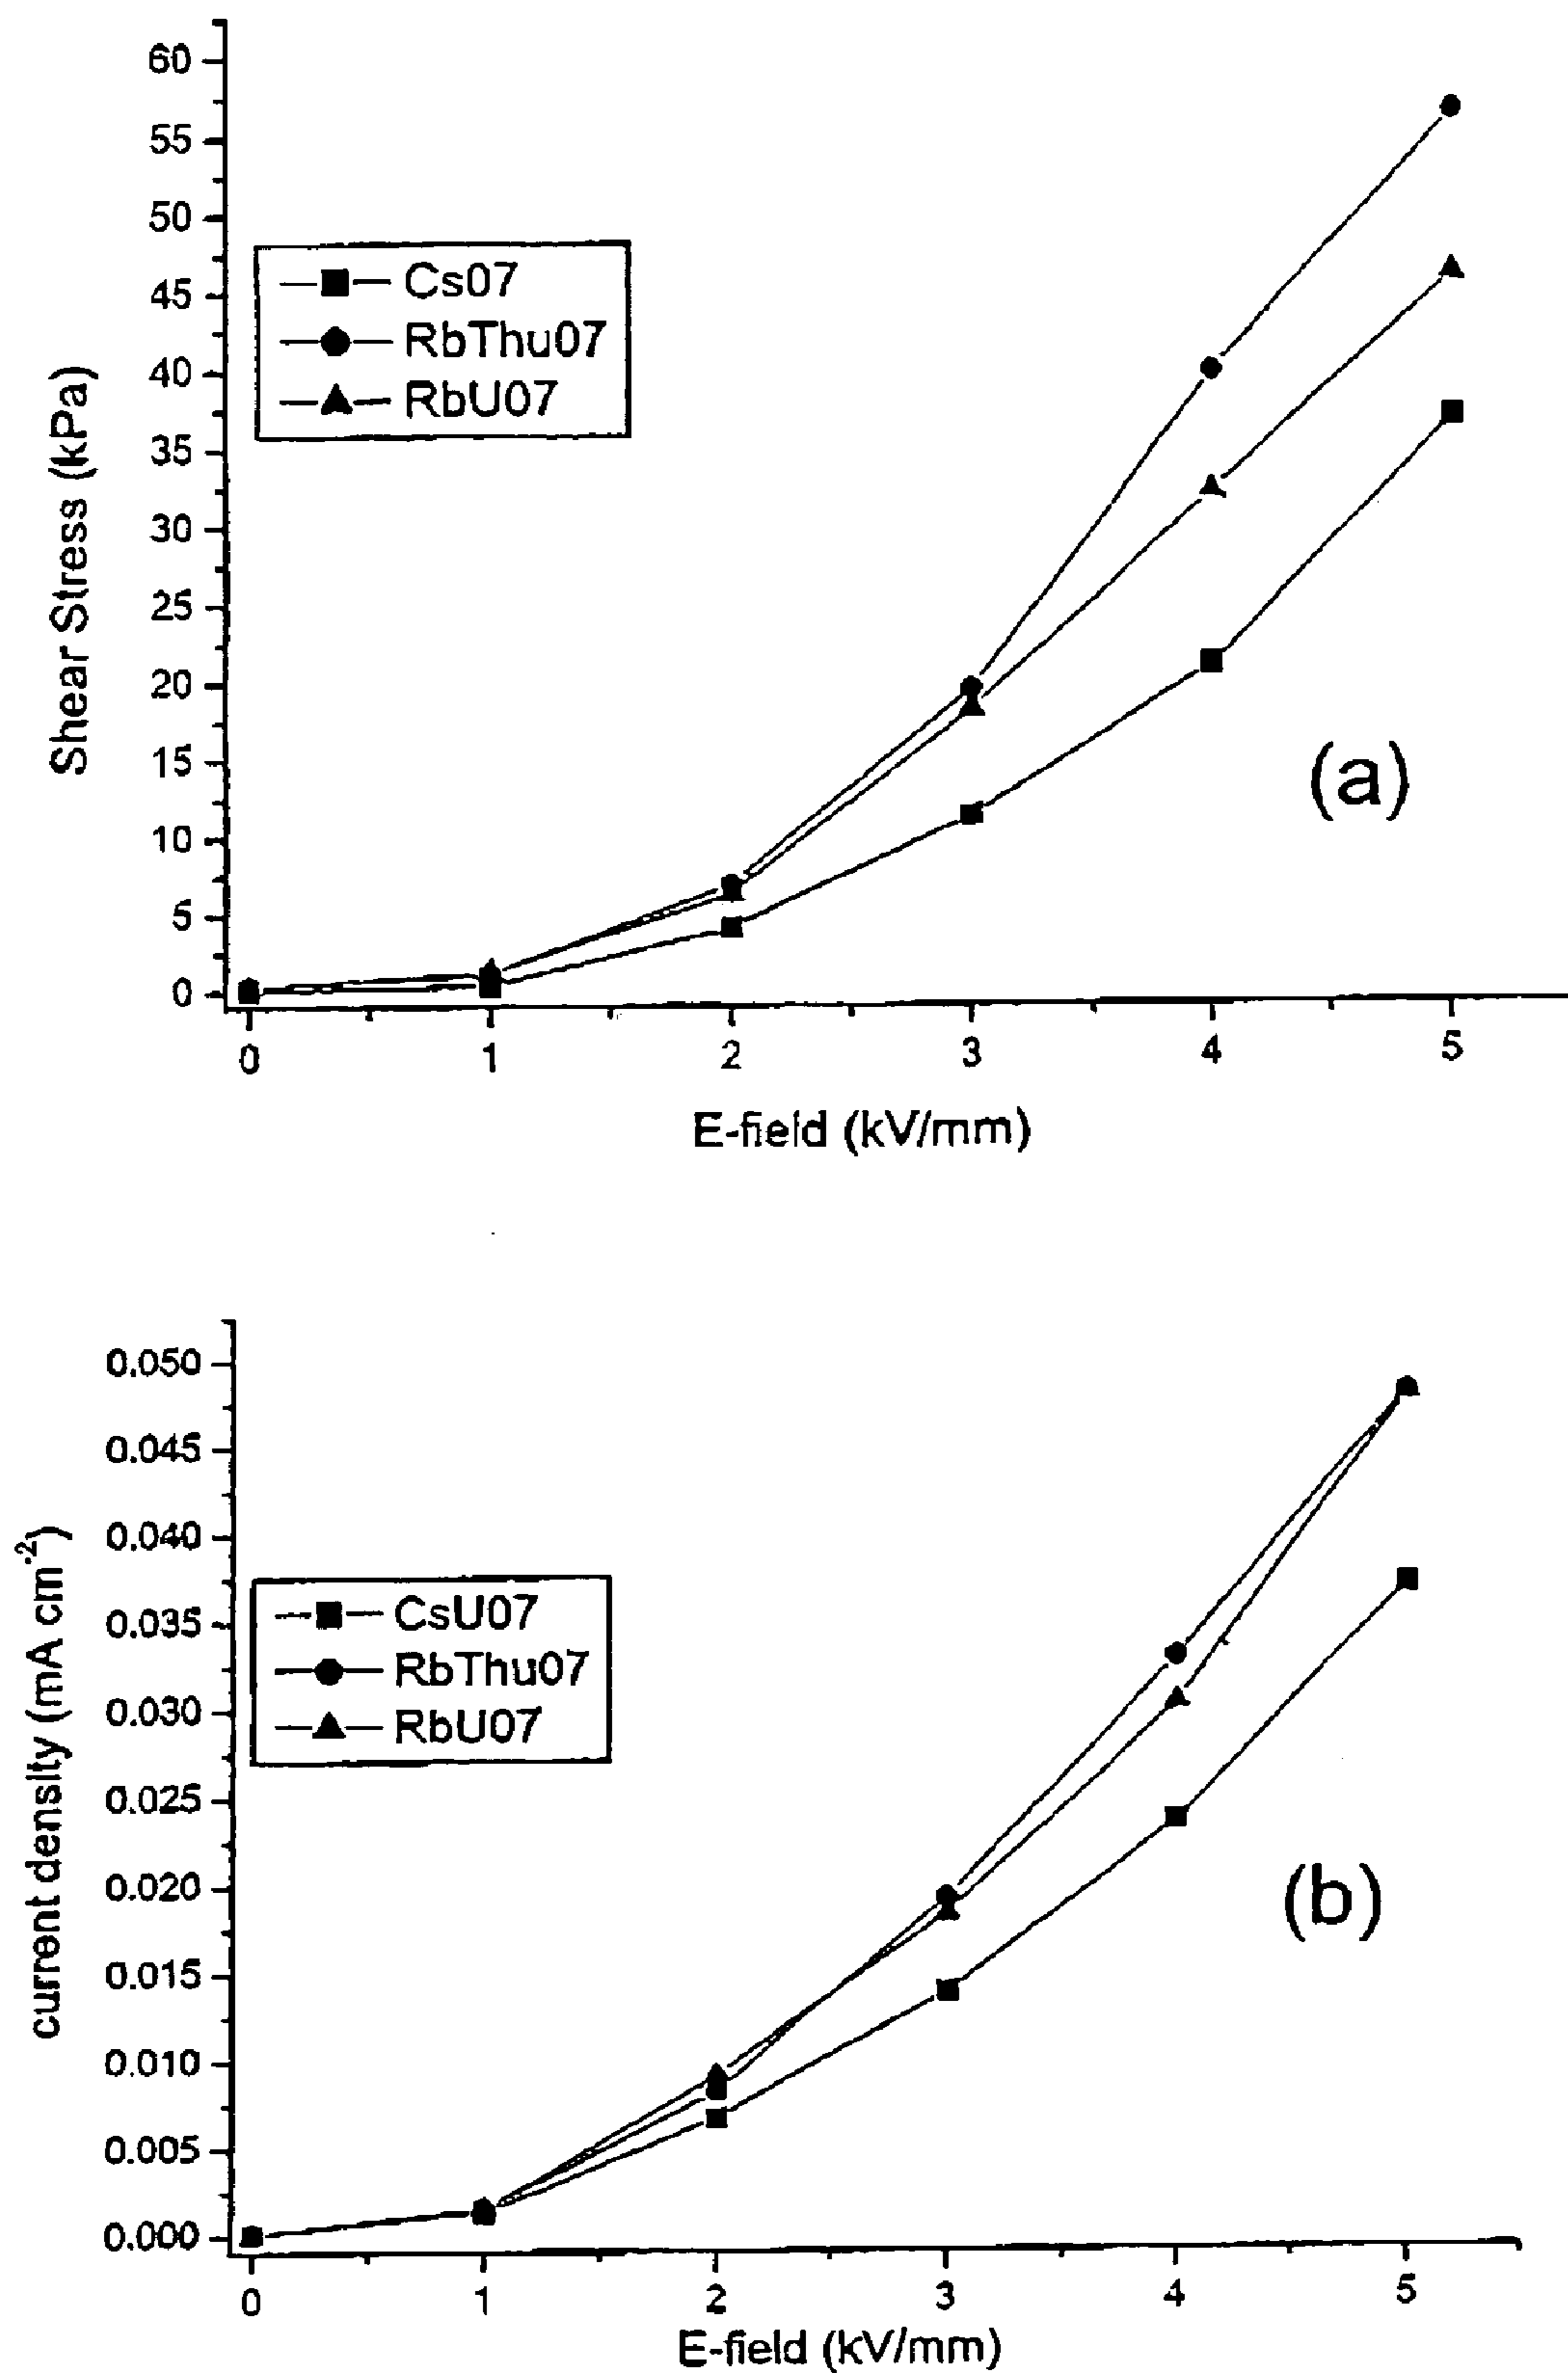 60
55
50
45
40
35
30
25
20
15
10
5
0
Shear Stress (kPa)
Cs07
RbThu07
RbU07
(a)
0 1 2 3 4 5
E-field (kV/mm)
0.050
0.045
0.040
0.035
0.030
0.025
0.020
0.015
0.010
0.005
0.000
current density (mA cm⁻²)
CsU07
RbThu07
RbU07
(b)
0 1 2 3 4 5
E-field (kV/mm)